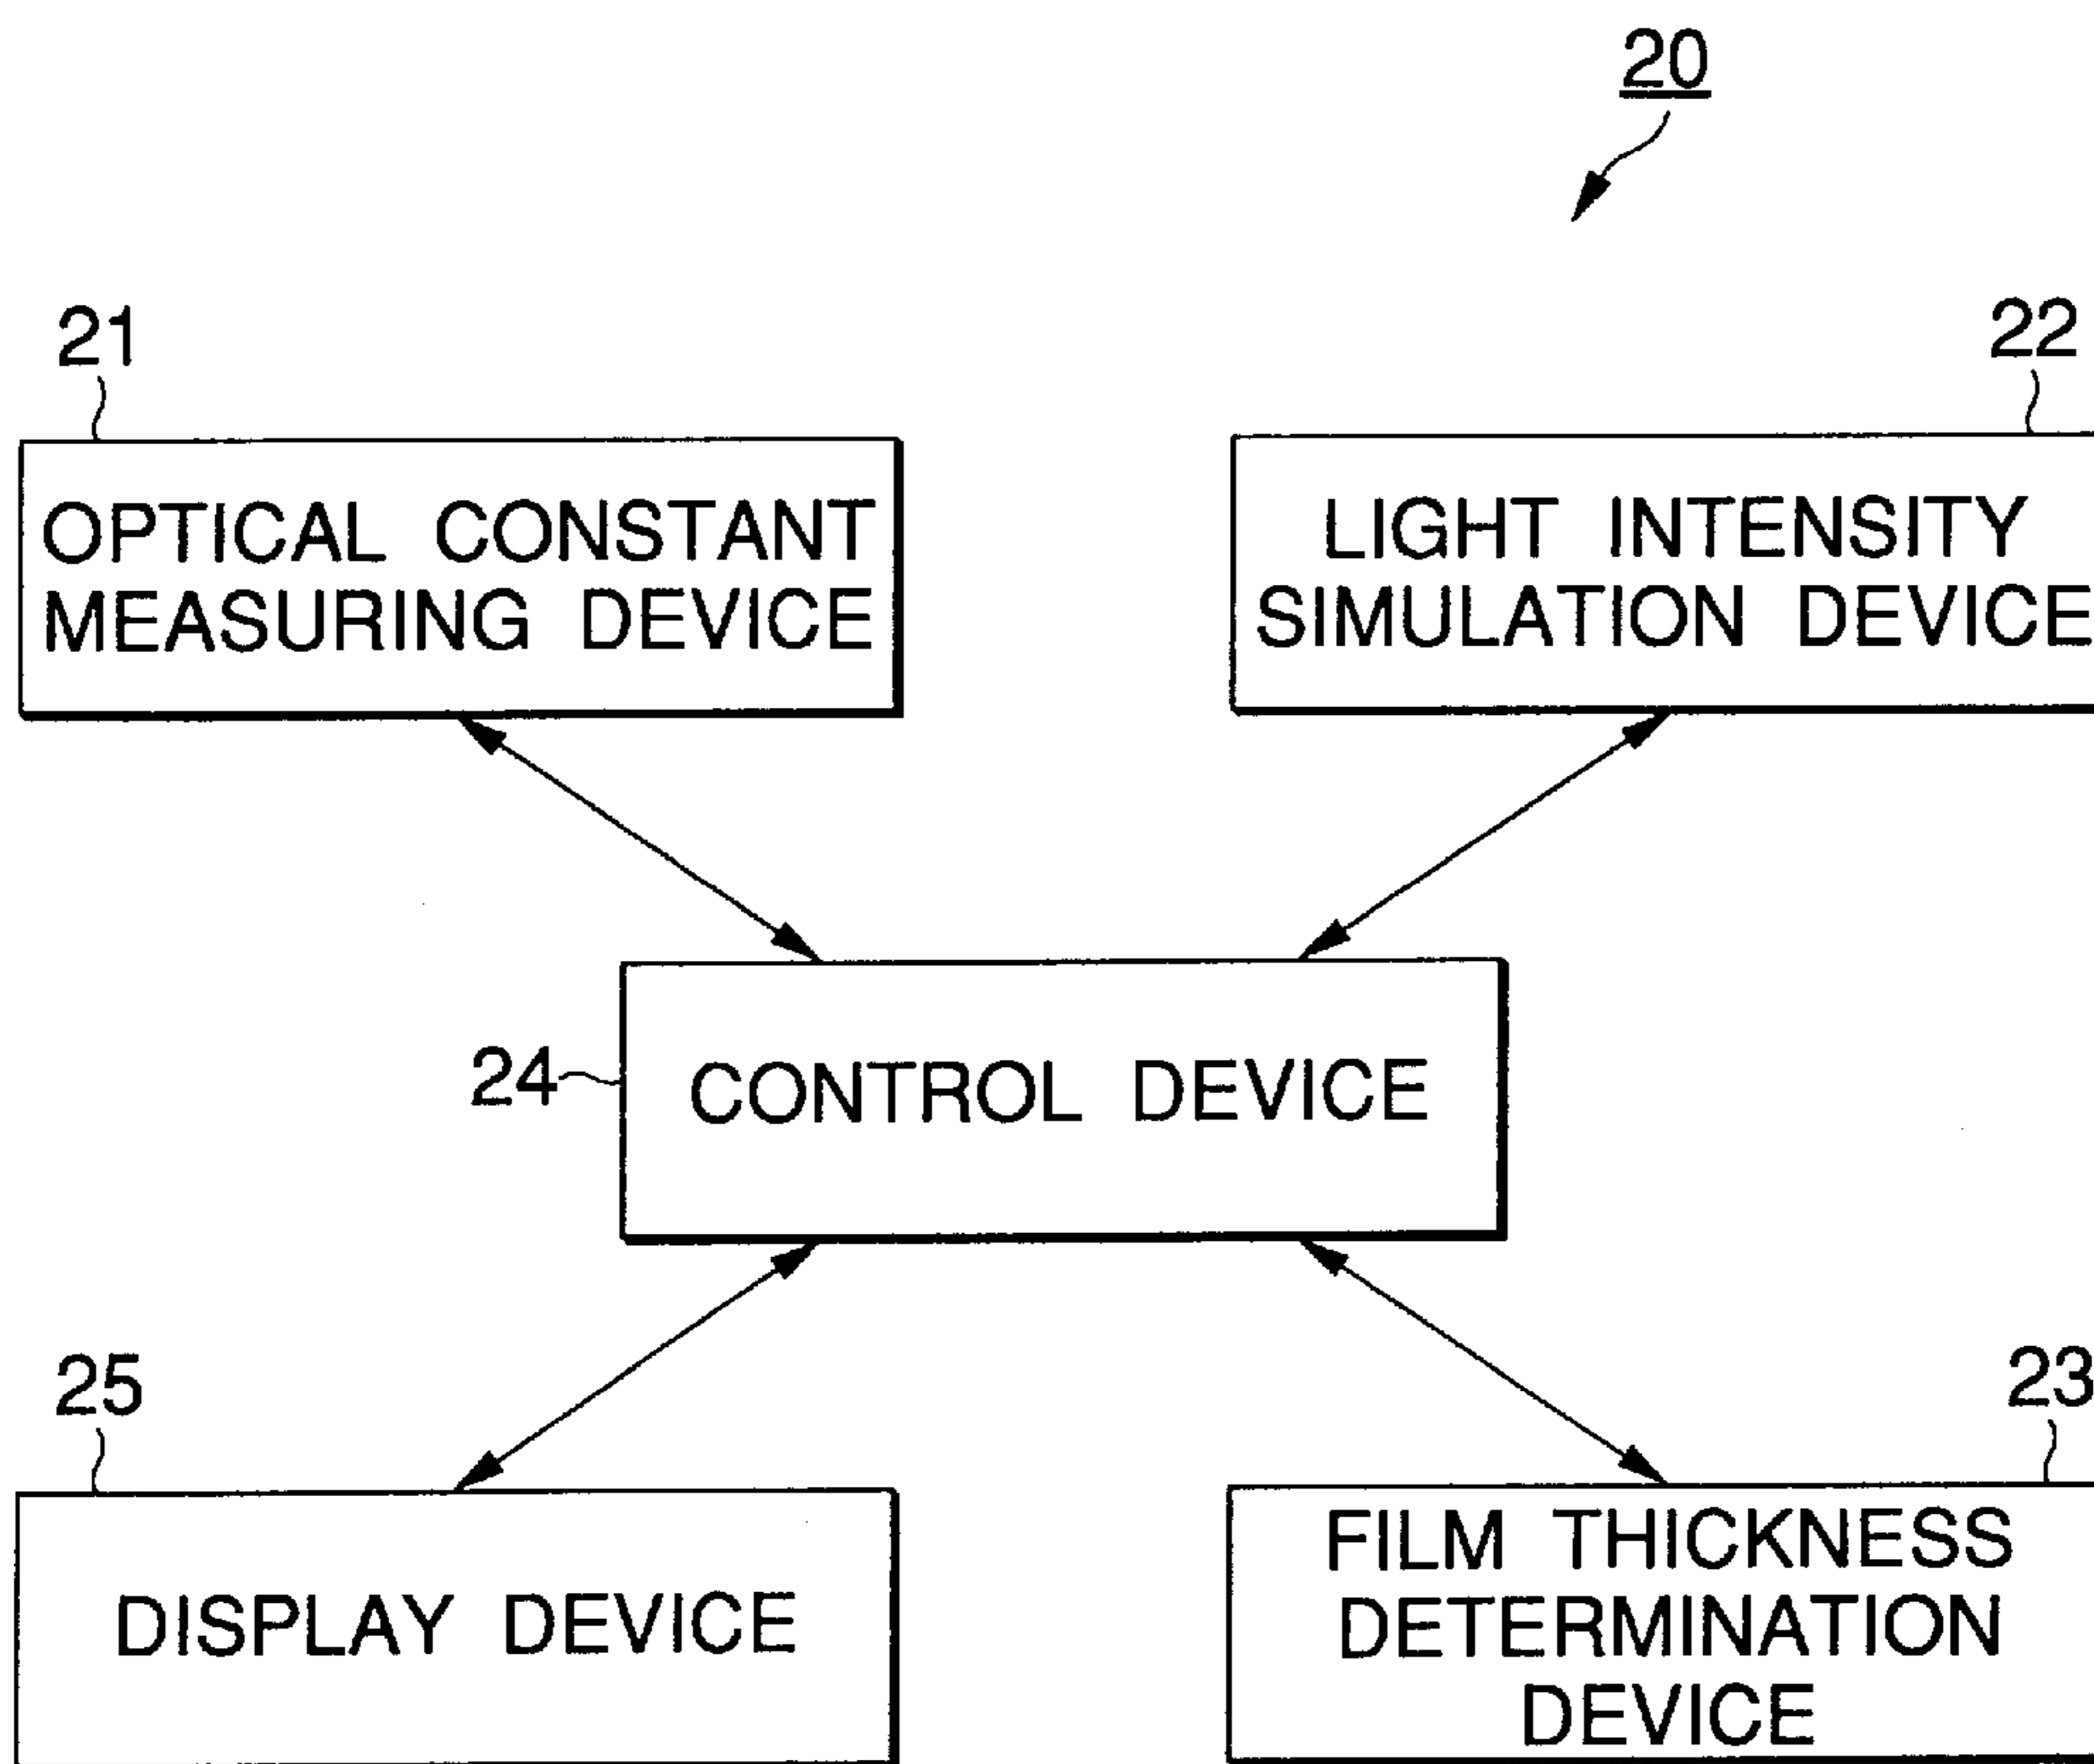 20
21
22
OPTICAL CONSTANT
MEASURING DEVICE
LIGHT INTENSITY
SIMULATION DEVICE
24
CONTROL DEVICE
25
23
DISPLAY DEVICE
FILM THICKNESS
DETERMINATION
DEVICE